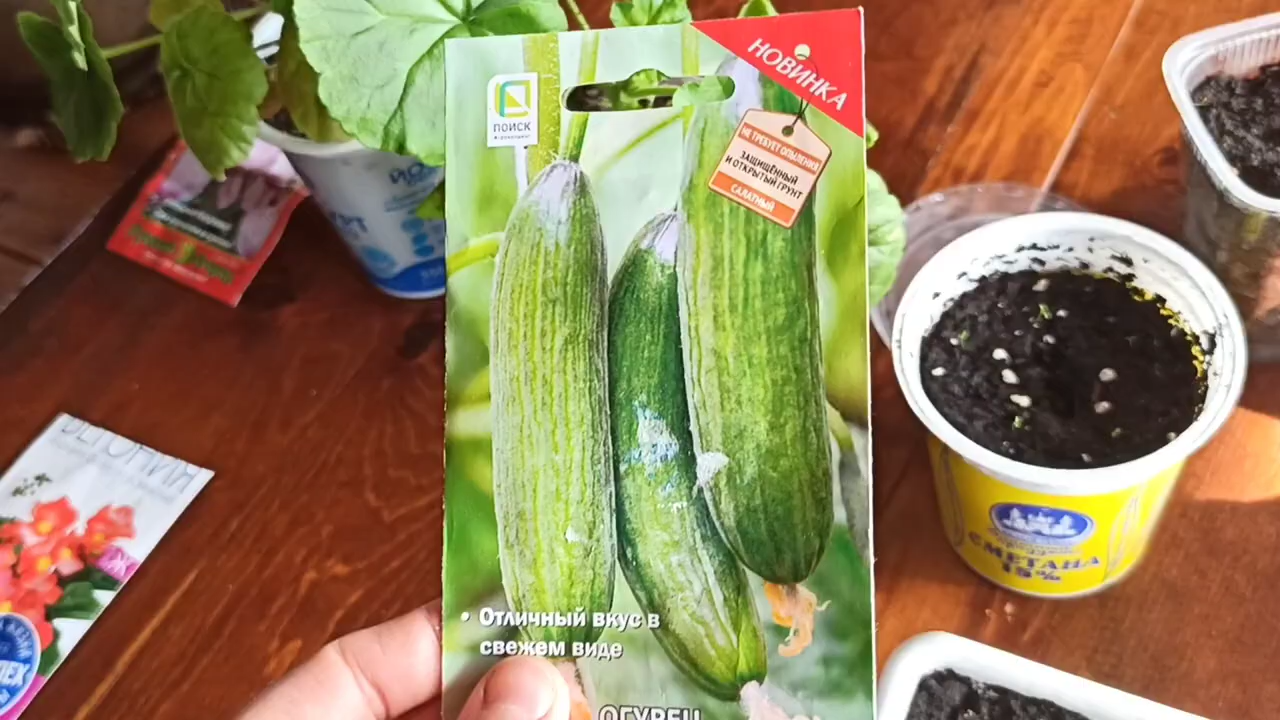 НОВИНКА
ПОИСК
НЕ ТРЕБУЕТ ОПЫЛЕНИЯ
ЗАЩИЩЁННЫЙ
И ОТКРЫТЫЙ ГРУНТ
САЛАТНЫЙ
• Отличный вкус в
свежем виде
ОГУРЕЦ
БЕГОНИЯ
СМЕТАНА
15%